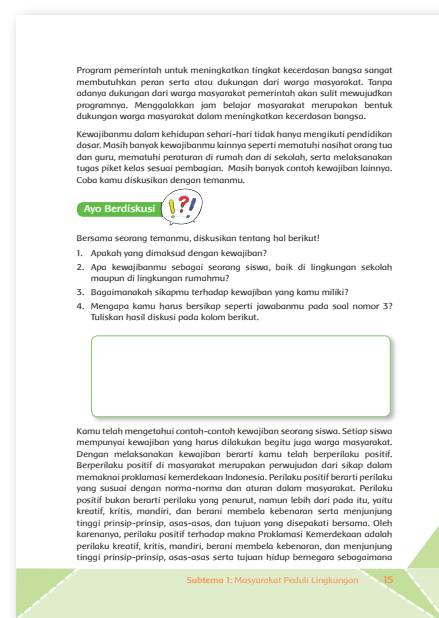 Program pemerintah untuk meningkatkan tingkat kecerdasan bangsa sangat
membutuhkan peran serta atau dukungan dari warga masyarakat. Tanpa
adanya dukungan dari warga masyarakat pemerintah akan sulit mewujudkan
programnya. Menggalakkan jam belajar masyarakat merupakan bentuk
dukungan warga masyarakat dalam meningkatkan kecerdasan bangsa.
Kewajibanmu dalam kehidupan sehari-hari tidak hanya mengikuti pendidikan
dasar. Masih banyak kewajibanmu lainnya seperti mematuhi nasihat orang tua
dan guru, mematuhi peraturan di rumah dan di sekolah, serta melaksanakan
tugas piket kelas sesuai pembagian. Masih banyak contoh kewajiban lainnya.
Coba kamu diskusikan dengan temanmu.
Ayo Berdiskusi
Bersama seorang temanmu, diskusikan tentang hal berikut!
1. Apakah yang dimaksud dengan kewajiban?
2. Apa kewajibanmu sebagai seorang siswa, baik di lingkungan sekolah
maupun di lingkungan rumahmu?
3. Bagaimanakah sikapmu terhadap kewajiban yang kamu miliki?
4. Mengapa kamu harus bersikap seperti jawabanmu pada soal nomor 3?
Tuliskan hasil diskusi pada kolom berikut.
Kamu telah mengetahui contoh-contoh kewajiban seorang siswa. Setiap siswa
mempunyai kewajiban yang harus dilakukan begitu juga warga masyarakat.
Dengan melaksanakan kewajiban berarti kamu telah berperilaku positif.
Berperilaku positif di masyarakat merupakan perwujudan dari sikap dalam
memaknai proklamasi kemerdekaan Indonesia. Perilaku positif berarti perilaku
yang susuai dengan norma-norma dan aturan dalam masyarakat. Perilaku
positif bukan berarti perilaku yang penurut, namun lebih dari pada itu, yaitu
kreatif, kritis, mandiri, dan berani membela kebenaran serta menjunjung
tinggi prinsip-prinsip, asas-asas, dan tujuan yang disepakati bersama. Oleh
karenanya, perilaku positif terhadap makna Proklamasi Kemerdekaan adalah
perilaku kreatif, kritis, mandiri, berani membela kebenaran, dan menjunjung
tinggi prinsip-prinsip, asas-asas serta tujuan hidup bernegara sebagaimana
Subtema 1: Masyarakat Peduli Lingkungan 15